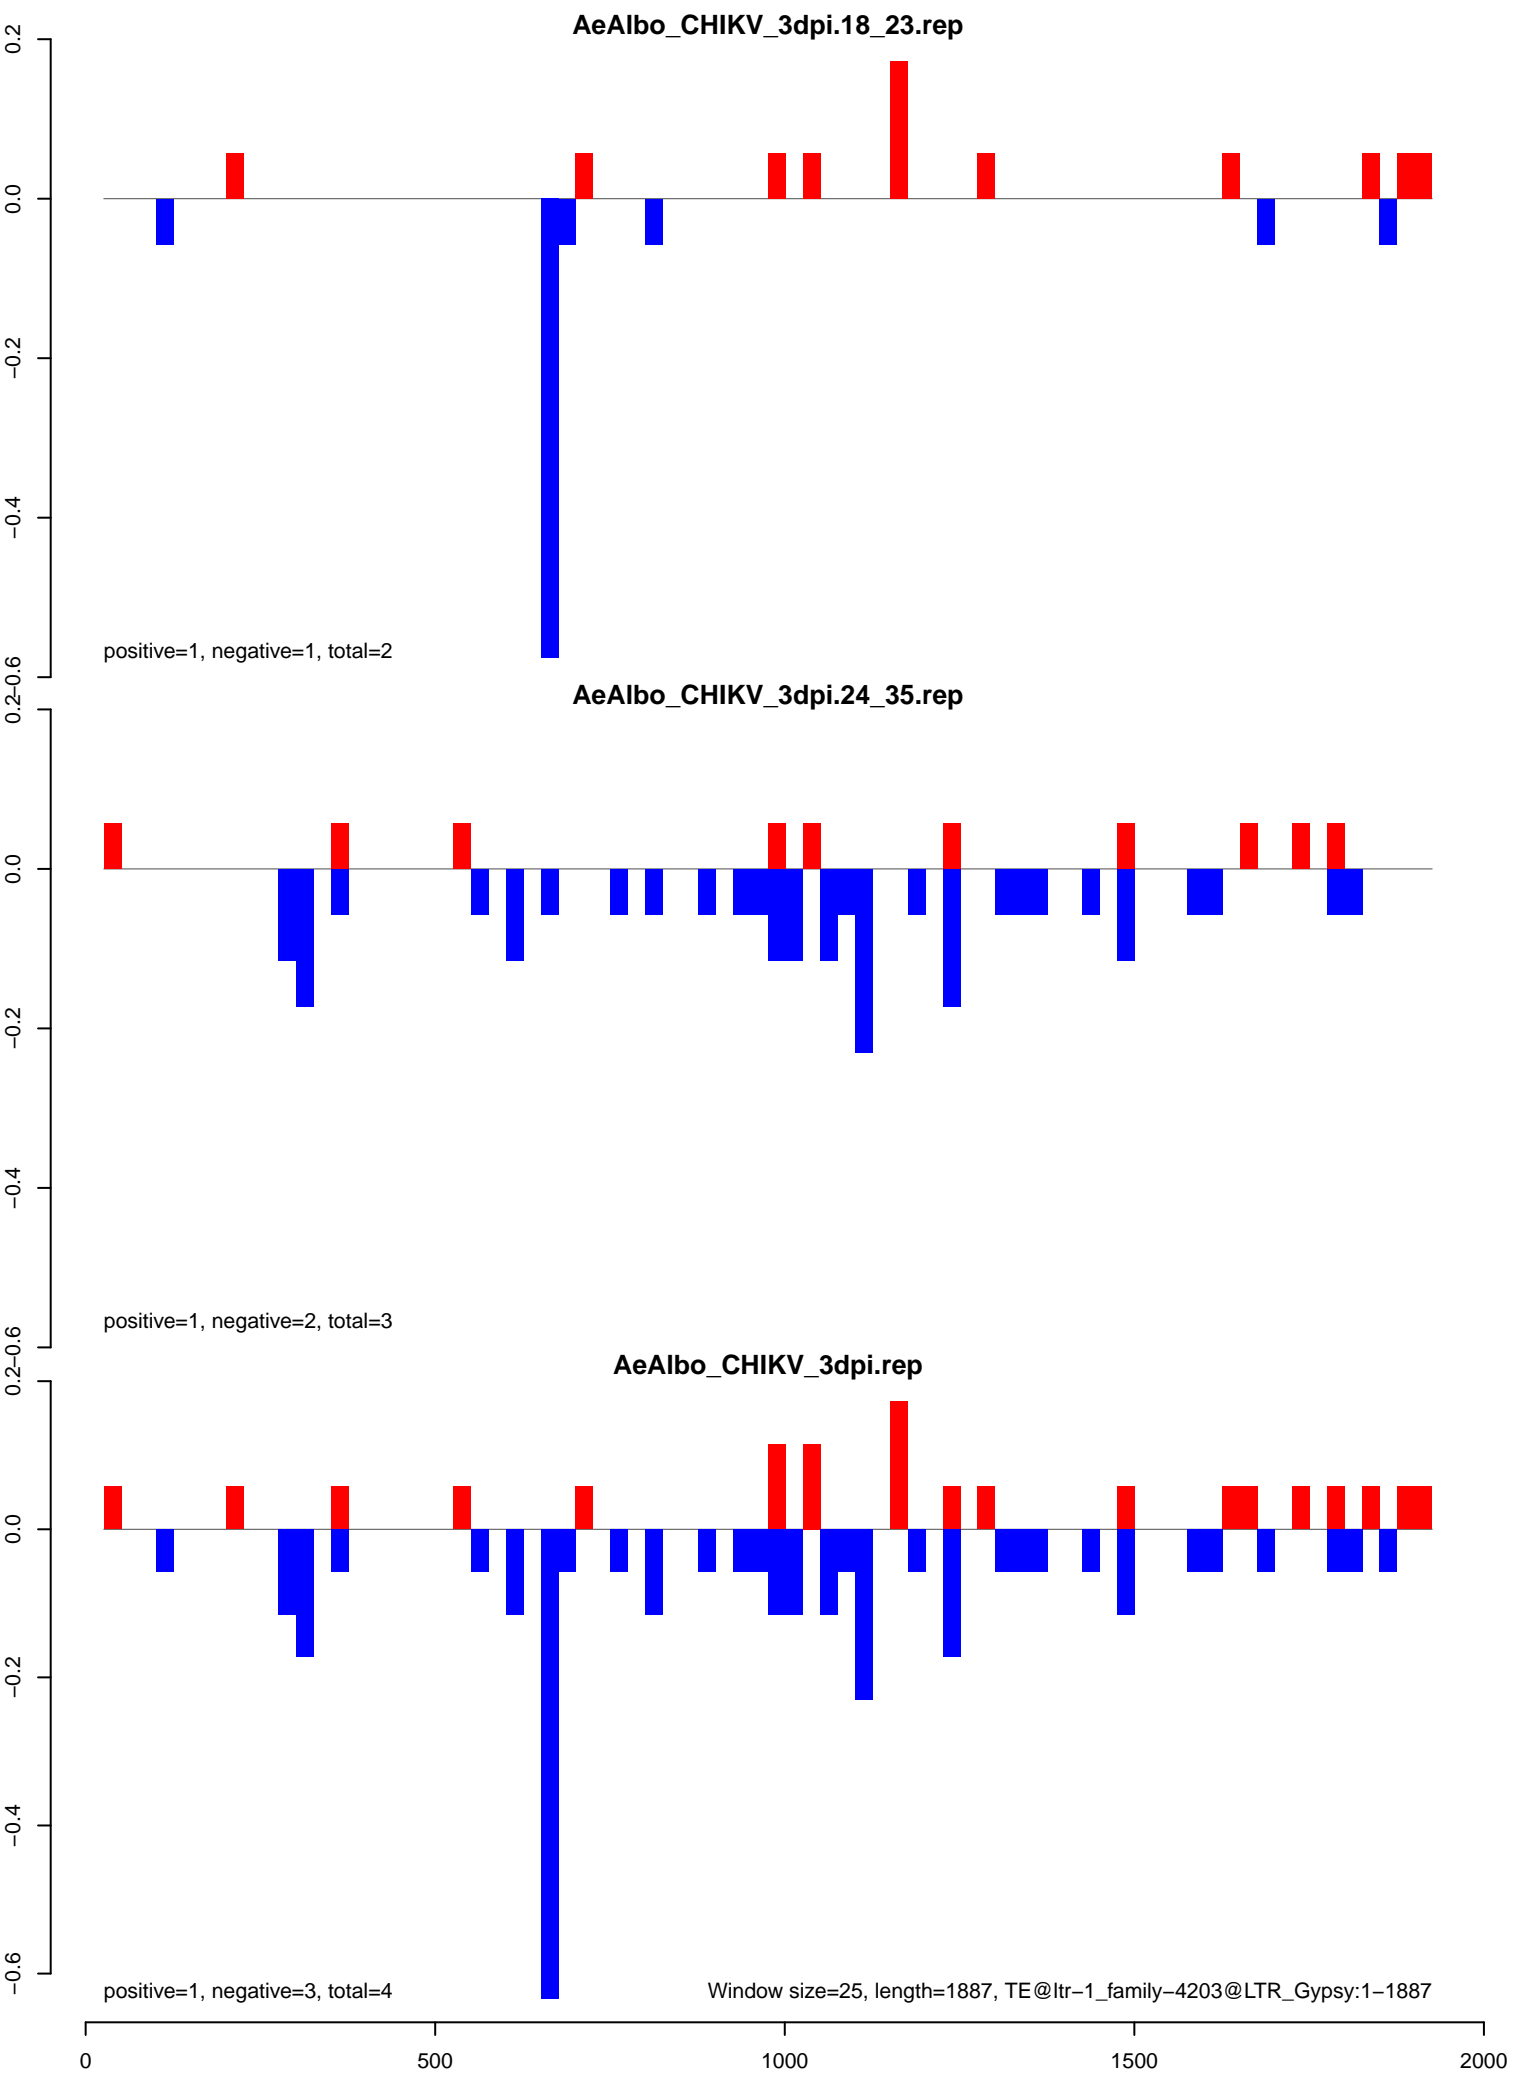 AeAlbo_CHIKV_3dpi.18_23.rep
0.2
0.0
−0.2
−0.4
−0.6
positive=1, negative=1, total=2
AeAlbo_CHIKV_3dpi.24_35.rep
0.2
0.0
−0.2
−0.4
−0.6
positive=1, negative=2, total=3
AeAlbo_CHIKV_3dpi.rep
0.2
0.0
−0.2
−0.4
−0.6
positive=1, negative=3, total=4
Window size=25, length=1887, TE@ltr−1_family−4203@LTR_Gypsy:1−1887
0 500 1000 1500 2000